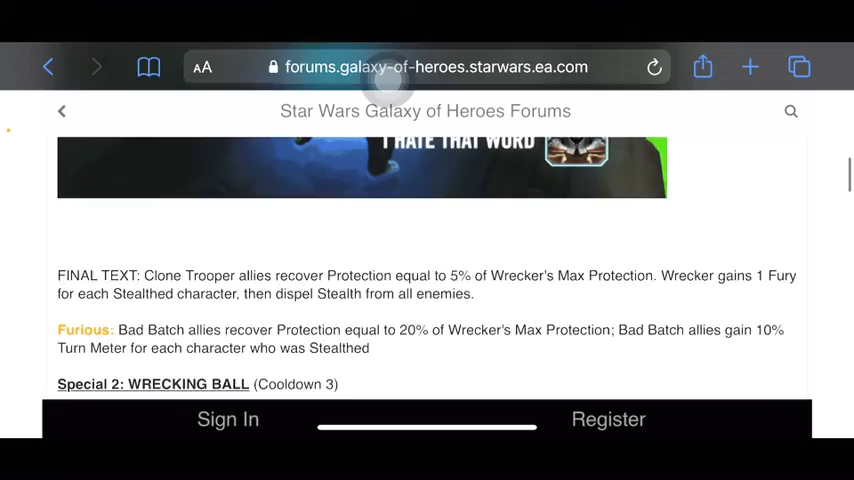 AA forums.galaxy-of-heroes.starwars.ea.com
Star Wars Galaxy of Heroes Forums
I HATE THAT WORD
FINAL TEXT: Clone Trooper allies recover Protection equal to 5% of Wrecker's Max Protection. Wrecker gains 1 Fury
for each Stealthed character, then dispel Stealth from all enemies.
Furious: Bad Batch allies recover Protection equal to 20% of Wrecker's Max Protection; Bad Batch allies gain 10%
Turn Meter for each character who was Stealthed
Special 2: WRECKING BALL (Cooldown 3)
Sign In Register